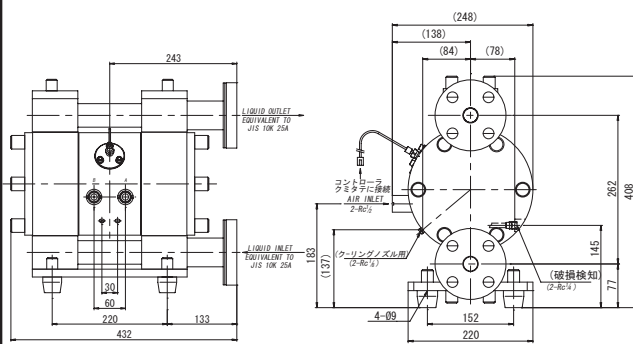 243
LIQUID OUTLET
EQUIVALENT TO
JIS 10K 25A
B
A
LIQUID INLET
EQUIVALENT TO
JIS 10K 25A
30
60
220
133
432
(248)
(138)
(84)
(78)
コントローラ
クミタテに接続
AIR INLET
2-Rc½
183
(137)
(クーリングノズル用)
(2-Rc⅛)
262
408
145
77
(破損検知)
(2-Rc¼)
4-Ø9
152
220